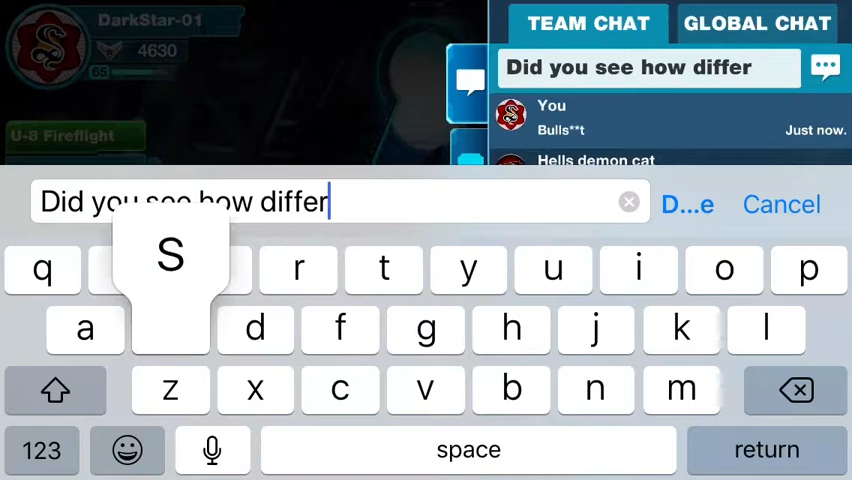 DarkStar-01
4630
65
U-8 Fireflight
TEAM CHAT
GLOBAL CHAT
Did you see how differ
You
Bulls**t
Just now.
Hells demon cat
Did you see how differ
D...e
Cancel
S
q r t y u i o p
a d f g h j k l
z x c v b n m
123
space
return